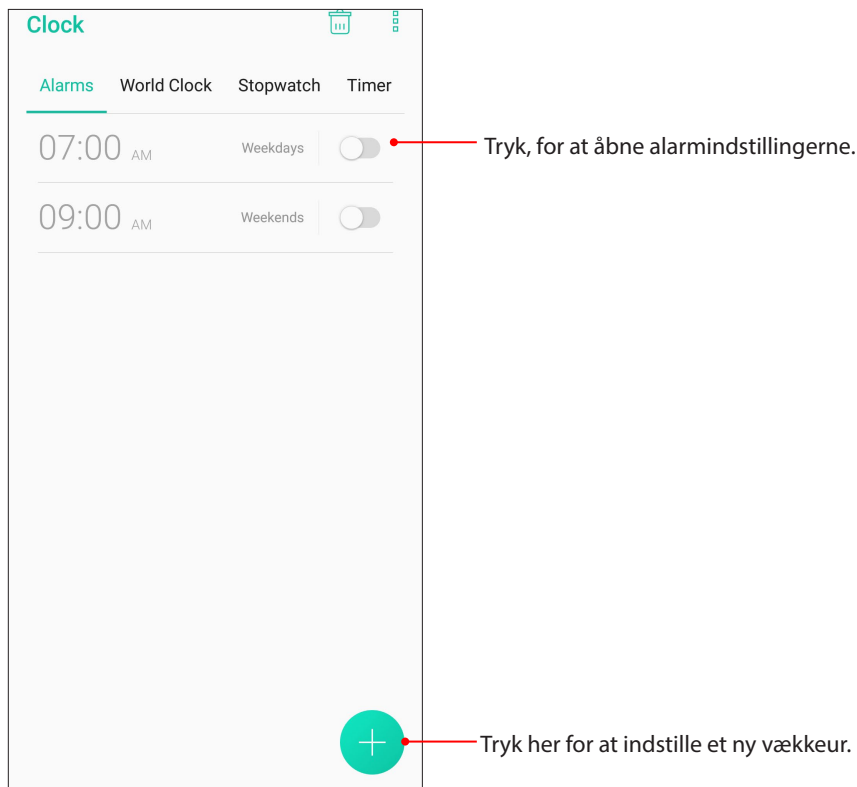 Clock
Alarms World Clock Stopwatch Timer
07:00 AM Weekdays
Tryk, for at åbne alarmindstillingerne.
09:00 AM Weekends
Tryk her for at indstille et ny vækkeur.